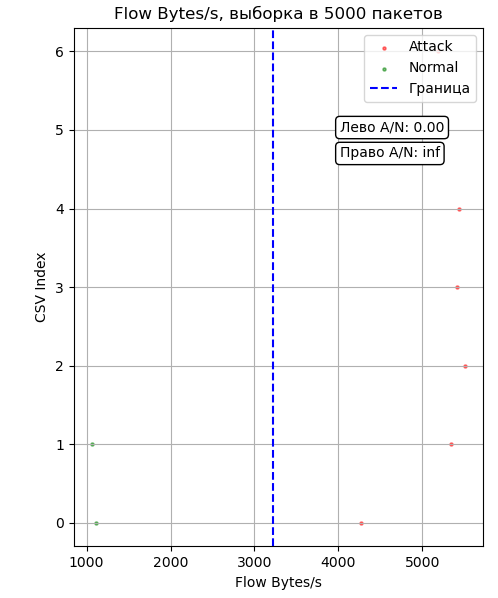 Flow Bytes/s, выборка в 5000 пакетов
Attack
Normal
Граница
Лево A/N: 0.00
Право A/N: inf
CSV Index
6
5
4
3
2
1
0
1000 2000 3000 4000 5000
Flow Bytes/s